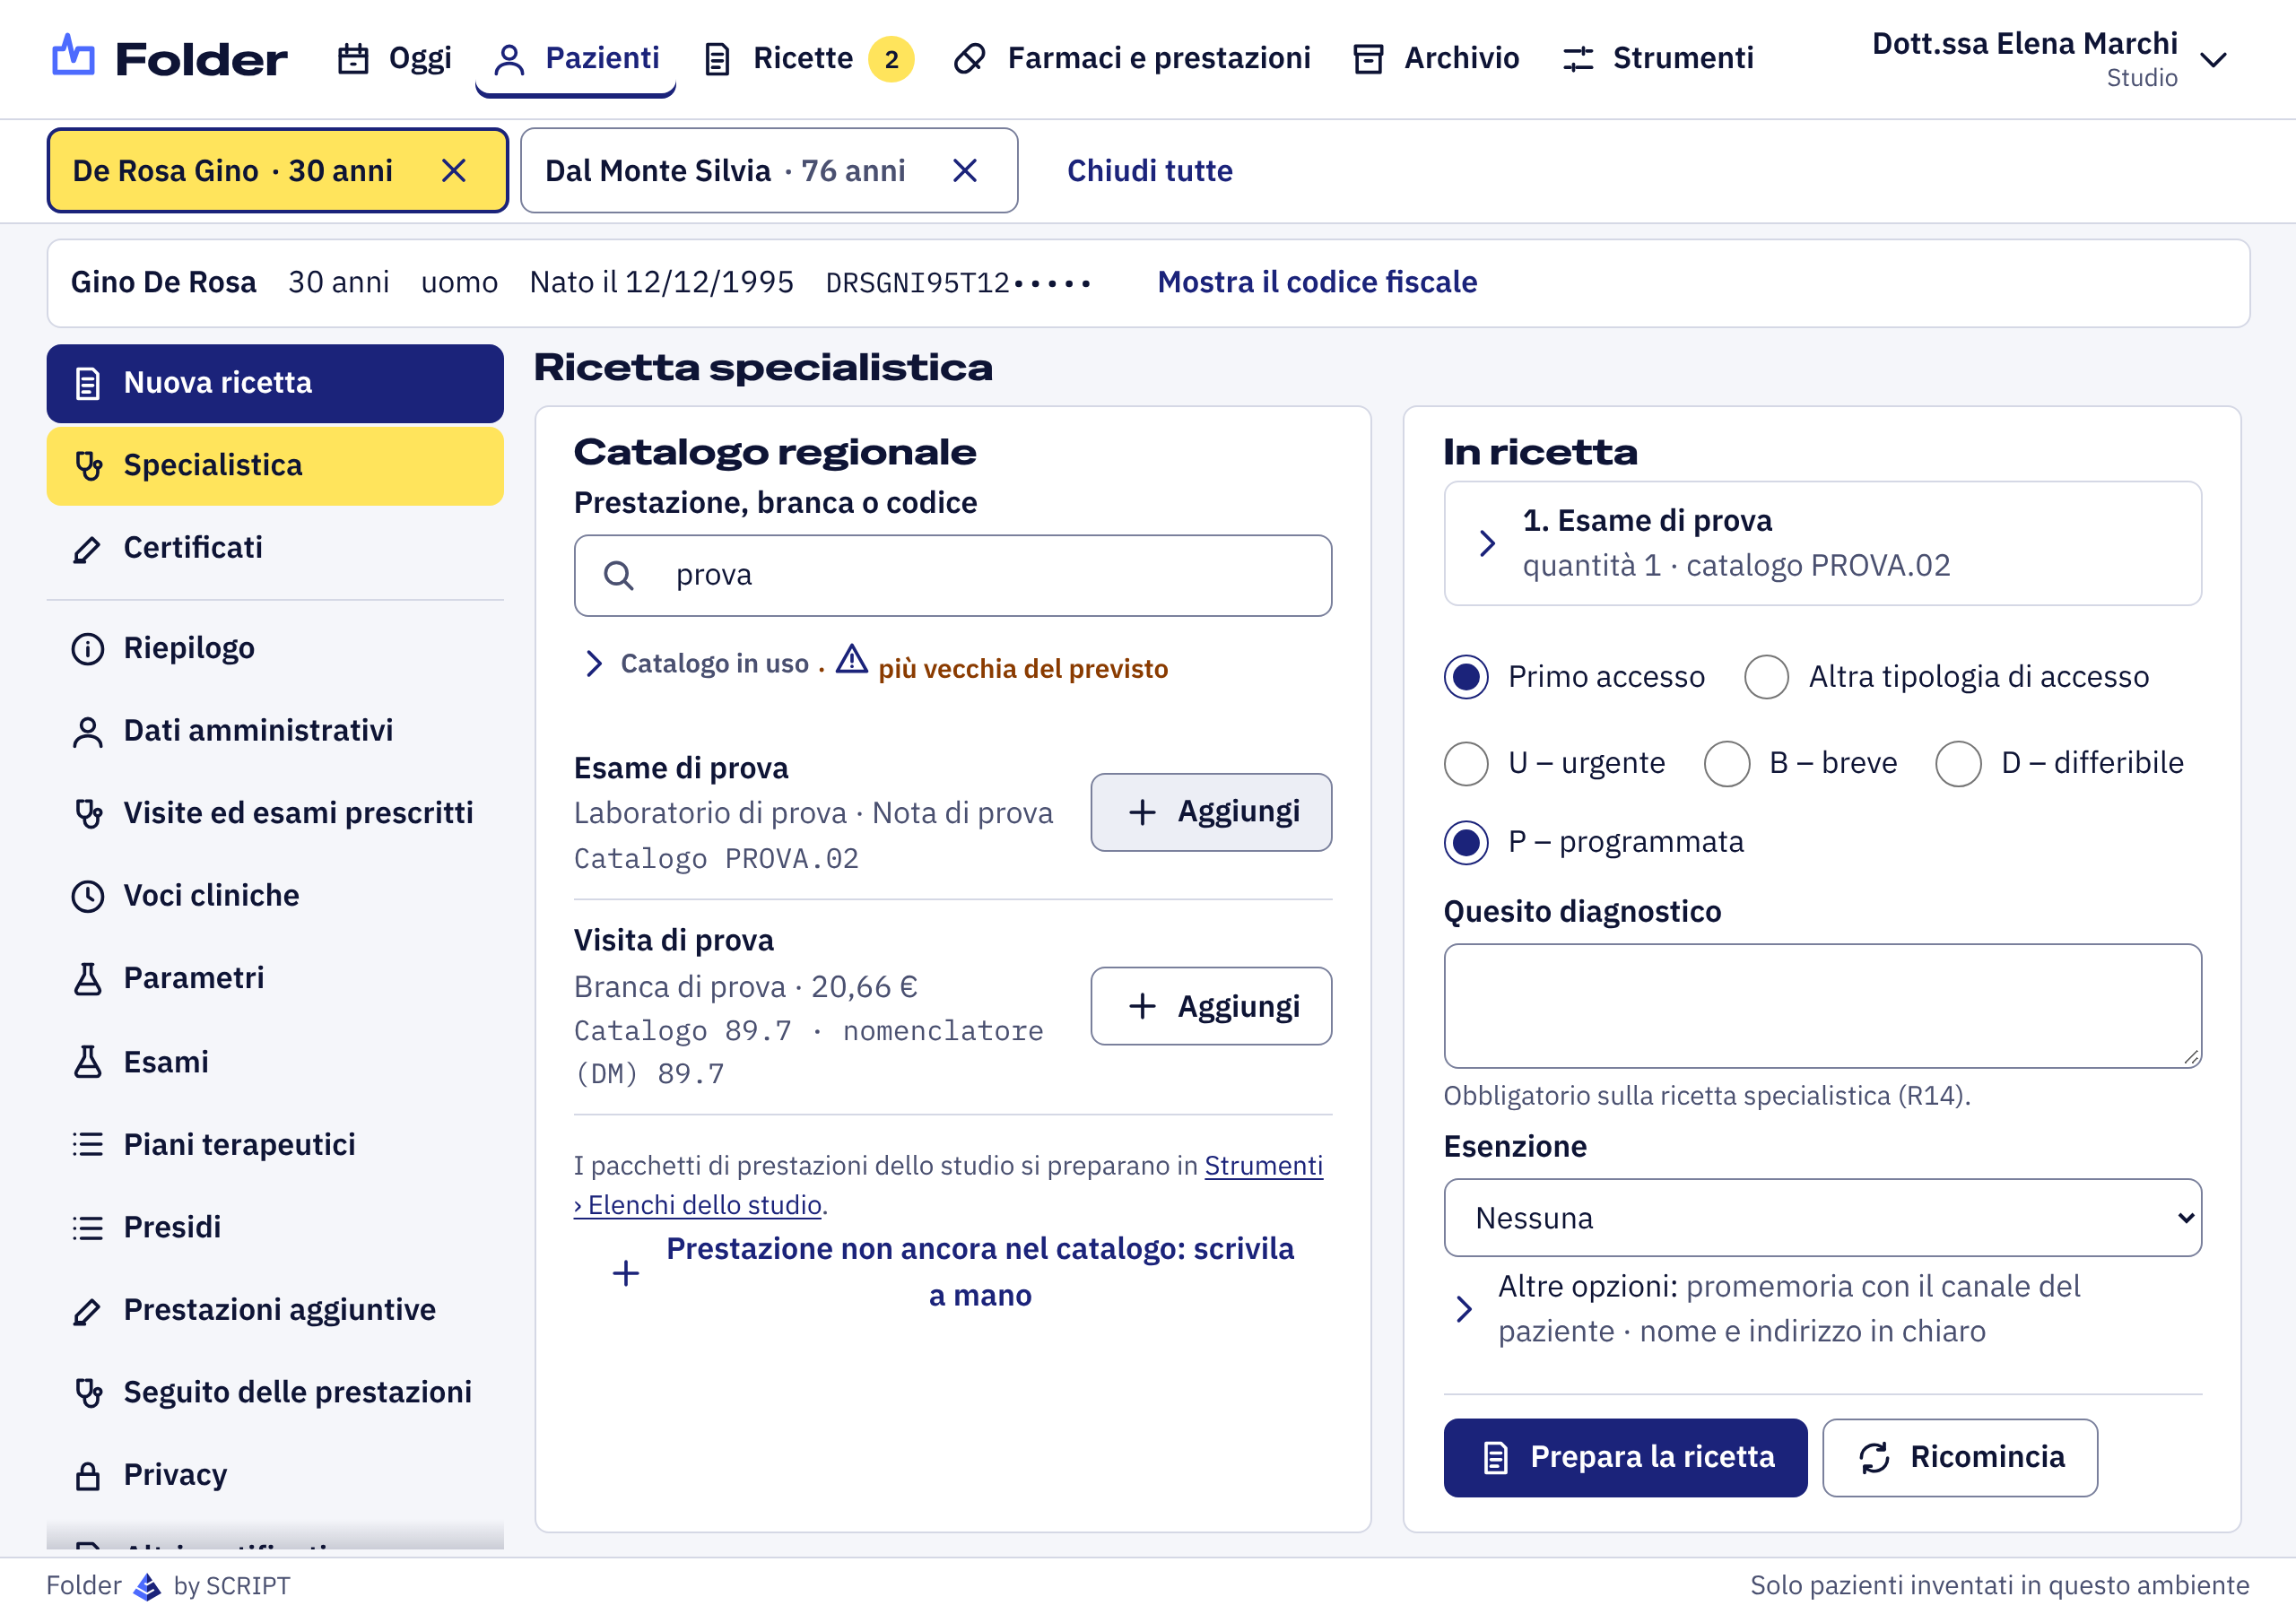 Folder
Oggi
Pazienti
Ricette 2
Farmaci e prestazioni
Archivio
Strumenti
Dott.ssa Elena Marchi
Studio
De Rosa Gino · 30 anni
Dal Monte Silvia · 76 anni
Chiudi tutte
Gino De Rosa 30 anni uomo Nato il 12/12/1995 DRSGNI95T12••••• Mostra il codice fiscale
Nuova ricetta
Specialistica
Certificati
Riepilogo
Dati amministrativi
Visite ed esami prescritti
Voci cliniche
Parametri
Esami
Piani terapeutici
Presidi
Prestazioni aggiuntive
Seguito delle prestazioni
Privacy
Ricetta specialistica
Catalogo regionale
Prestazione, branca o codice
prova
Catalogo in uso · più vecchia del previsto
Esame di prova
Laboratorio di prova · Nota di prova
Catalogo PROVA.02
Aggiungi
Visita di prova
Branca di prova · 20,66 €
Catalogo 89.7 · nomenclatore
(DM) 89.7
Aggiungi
I pacchetti di prestazioni dello studio si preparano in Strumenti
› Elenchi dello studio.
Prestazione non ancora nel catalogo: scrivila
a mano
In ricetta
1. Esame di prova
quantità 1 · catalogo PROVA.02
Primo accesso
Altra tipologia di accesso
U – urgente
B – breve
D – differibile
P – programmata
Quesito diagnostico
Obbligatorio sulla ricetta specialistica (R14).
Esenzione
Nessuna
Altre opzioni: promemoria con il canale del
paziente · nome e indirizzo in chiaro
Prepara la ricetta
Ricomincia
Folder by SCRIPT
Solo pazienti inventati in questo ambiente